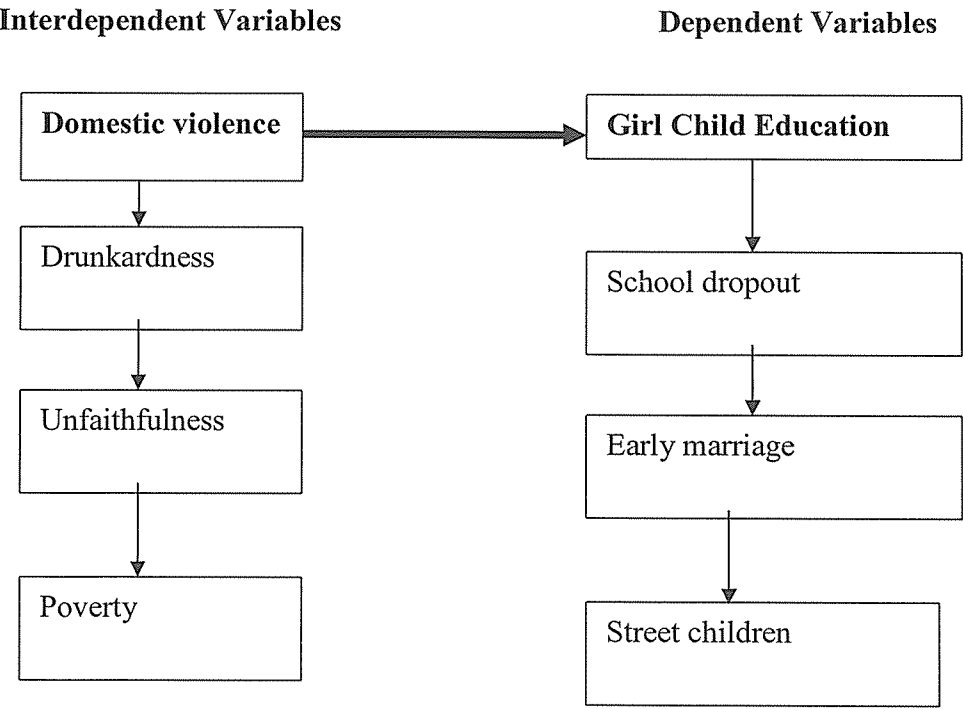 Interdependent Variables
Dependent Variables
Domestic violence
Girl Child Education
Drunkardness
School dropout
Unfaithfulness
Early marriage
Poverty
Street children